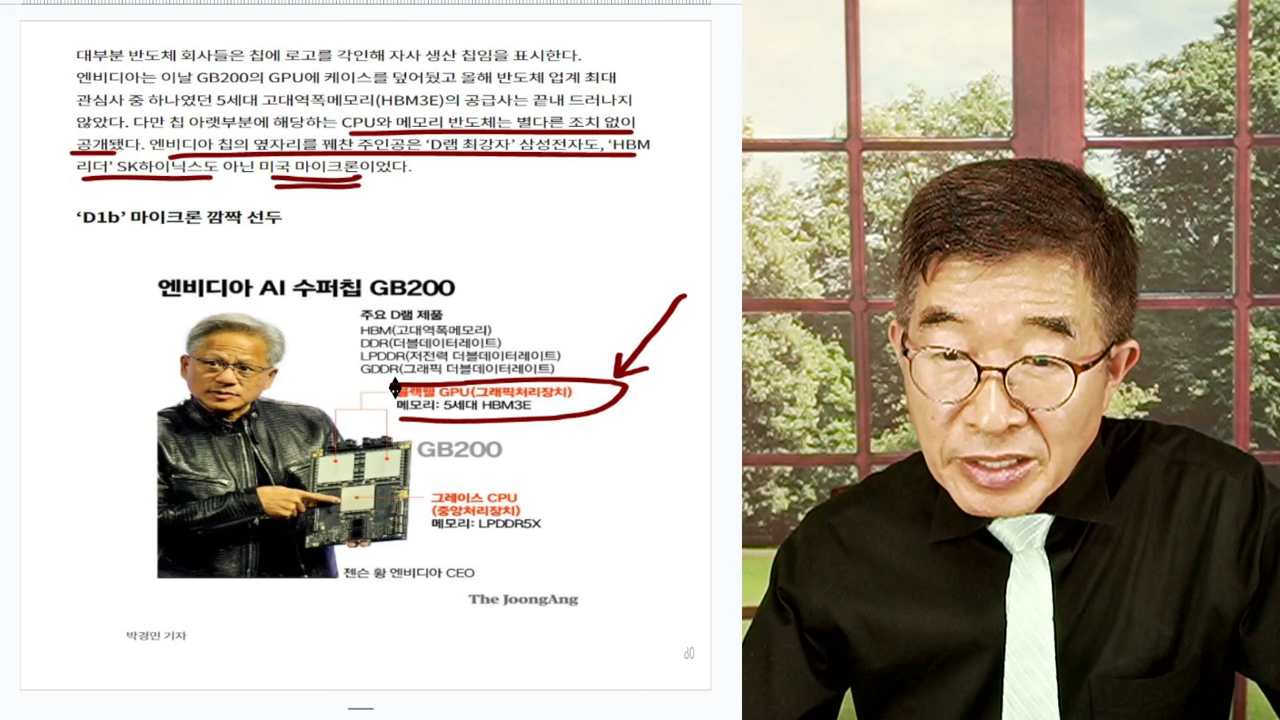 대부분 반도체 회사들은 칩에 로고를 각인해 자사 생산 칩임을 표시한다.
엔비디아는 이날 GB200의 GPU에 케이스를 덮어뒀고 올해 반도체 업계 최대
관심사 중 하나였던 5세대 고대역폭메모리(HBM3E)의 공급사는 끝내 드러나지
않았다. 다만 칩 아랫부분에 해당하는 CPU와 메모리 반도체는 별다른 조치 없이
공개됐다. 엔비디아 칩의 옆자리를 꿰찬 주인공은 ‘D램 최강자’ 삼성전자도, ‘HBM
리더’ SK하이닉스도 아닌 미국 마이크론이었다.
‘D1b’ 마이크론 깜짝 선두
엔비디아 AI 수퍼칩 GB200
주요 D램 제품
HBM(고대역폭메모리)
DDR(더블데이터레이트)
LPDDR(저전력 더블데이터레이트)
GDDR(그래픽 더블데이터레이트)
GPU(그래픽처리장치)
메모리: 5세대 HBM3E
GB200
그레이스 CPU
(중앙처리장치)
메모리: LPDDR5X
젠슨 황 엔비디아 CEO
The JoongAng
박경민 기자